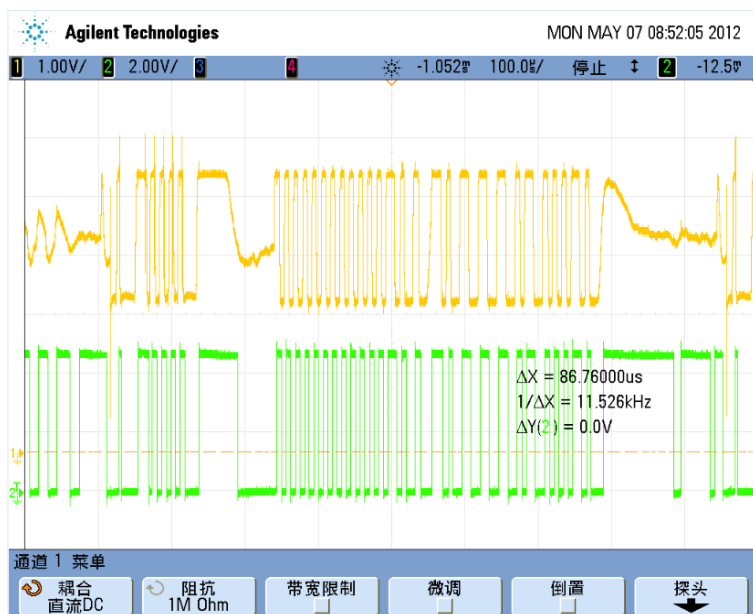 Agilent Technologies MON MAY 07 08:52:05 2012
1 1.00V/ 2 2.00V/ 3 4 -1.052ms 100.0us/ 停止 2 -12.5mV
ΔX = 86.76000us
1/ΔX = 11.526kHz
ΔY(2) = 0.0V
1
2
通道 1 菜单
耦合 阻抗 带宽限制 微调 倒置 探头
直流DC 1M Ohm